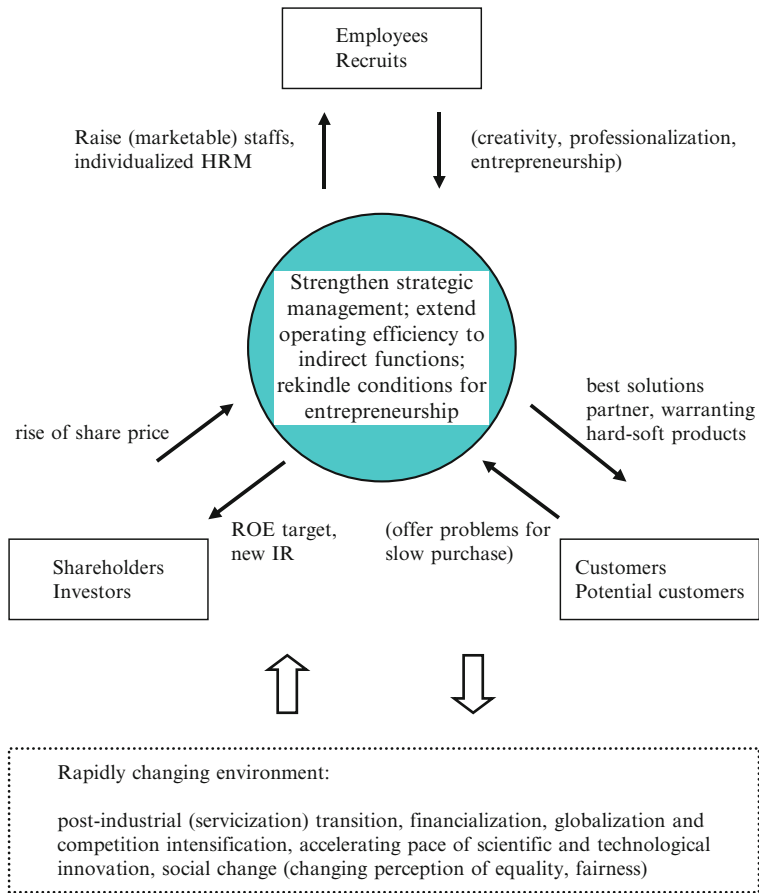 Employees
Recruits
Raise (marketable) staffs,
individualized HRM
(creativity, professionalization,
entrepreneurship)
Strengthen strategic
management; extend
operating efficiency to
indirect functions;
rekindle conditions for
entrepreneurship
rise of share price
best solutions
partner, warranting
hard-soft products
ROE target,
new IR
(offer problems for
slow purchase)
Shareholders
Investors
Customers
Potential customers
Rapidly changing environment:
post-industrial (servicization) transition, financialization, globalization and
competition intensification, accelerating pace of scientific and technological
innovation, social change (changing perception of equality, fairness)